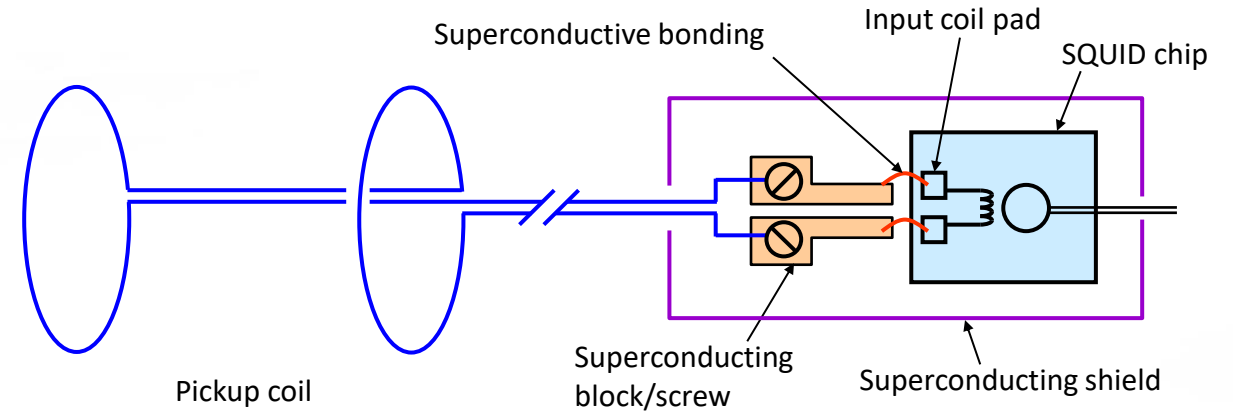 Input coil pad
Superconductive bonding
SQUID chip
Superconducting
block/screw
Superconducting shield
Pickup coil